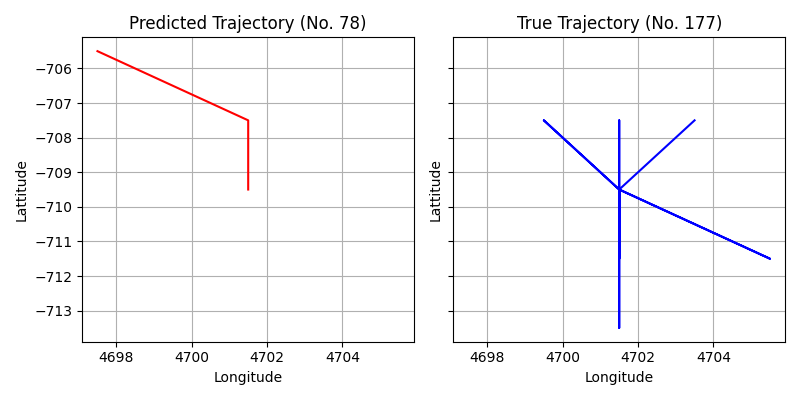 Predicted Trajectory (No. 78)
True Trajectory (No. 177)
Lattitude
−706
−707
−708
−709
−710
−711
−712
−713
4698
4700
4702
4704
Longitude
Lattitude
4698
4700
4702
4704
Longitude